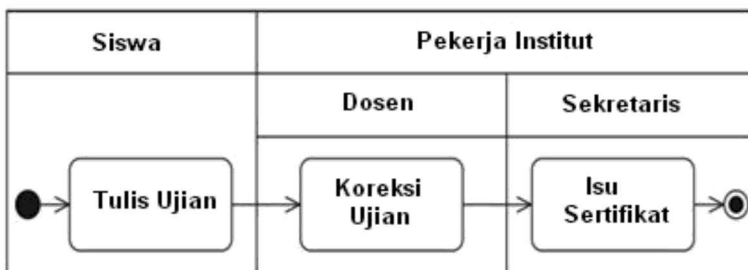 Siswa
Pekerja Institut
Dosen
Sekretaris
Tulis Ujian
Koreksi
Ujian
Isu
Sertifikat